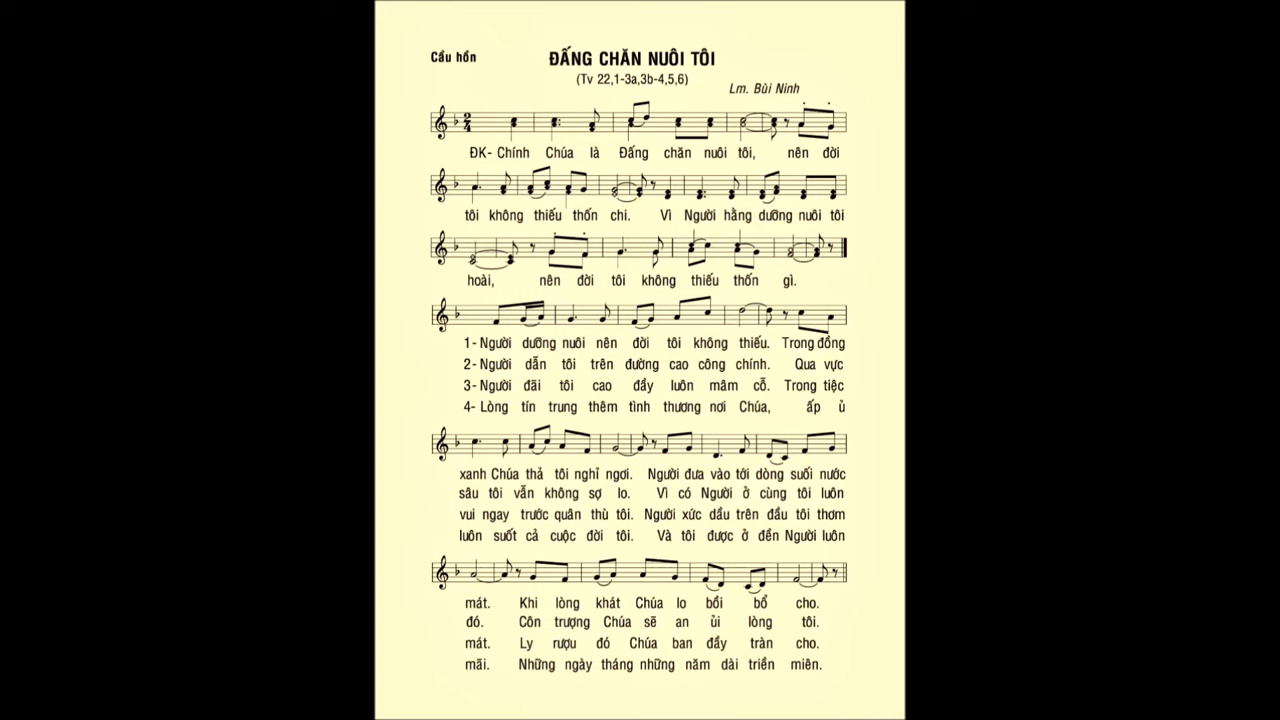 Cầu hồn
ĐẤNG CHĂN NUÔI TÔI
(Tv 22,1-3a,3b-4,5,6)
Lm. Bùi Ninh
2
4
ĐK- Chính Chúa là Đấng chăn nuôi tôi, nên đời
tôi không thiếu thốn chi. Vì Người hằng dưỡng nuôi tôi
hoài, nên đời tôi không thiếu thốn gì.
1- Người dưỡng nuôi nên đời tôi không thiếu. Trong đồng
2- Người dẫn tôi trên đường cao công chính. Qua vực
3- Người đãi tôi cao đầy luôn mâm cỗ. Trong tiệc
4- Lòng tín trung thêm tình thương nơi Chúa, ấp ủ
xanh Chúa thả tôi nghỉ ngơi. Người đưa vào tới dòng suối nước
sâu tôi vẫn không sợ lo. Vì có Người ở cùng tôi luôn
vui ngay trước quân thù tôi. Người xức dầu trên đầu tôi thơm
luôn suốt cả cuộc đời tôi. Và tôi được ở đền Người luôn
mát. Khi lòng khát Chúa lo bồi bổ cho.
đó. Côn trượng Chúa sẽ an ủi lòng tôi.
mát. Ly rượu đó Chúa ban đầy tràn cho.
mãi. Những ngày tháng những năm dài triền miên.